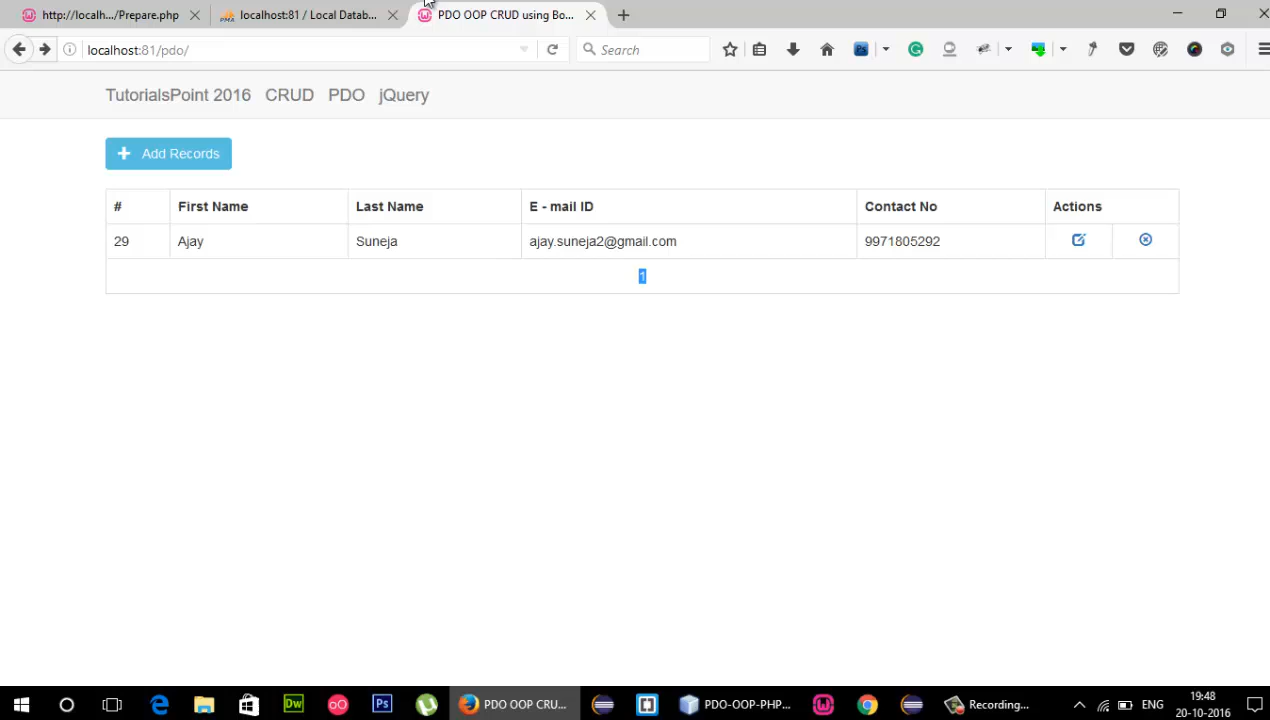 http://localh.../Prepare.php
localhost:81 / Local Datab...
PDO OOP CRUD using Bo...
localhost:81/pdo/
Search
TutorialsPoint 2016 CRUD PDO jQuery
Add Records
# First Name Last Name E - mail ID Contact No Actions
29 Ajay Suneja ajay.suneja2@gmail.com 9971805292
1
Dw
Ps
PDO OOP CRU...
PDO-OOP-PHP...
Recording...
ENG
19:48
20-10-2016